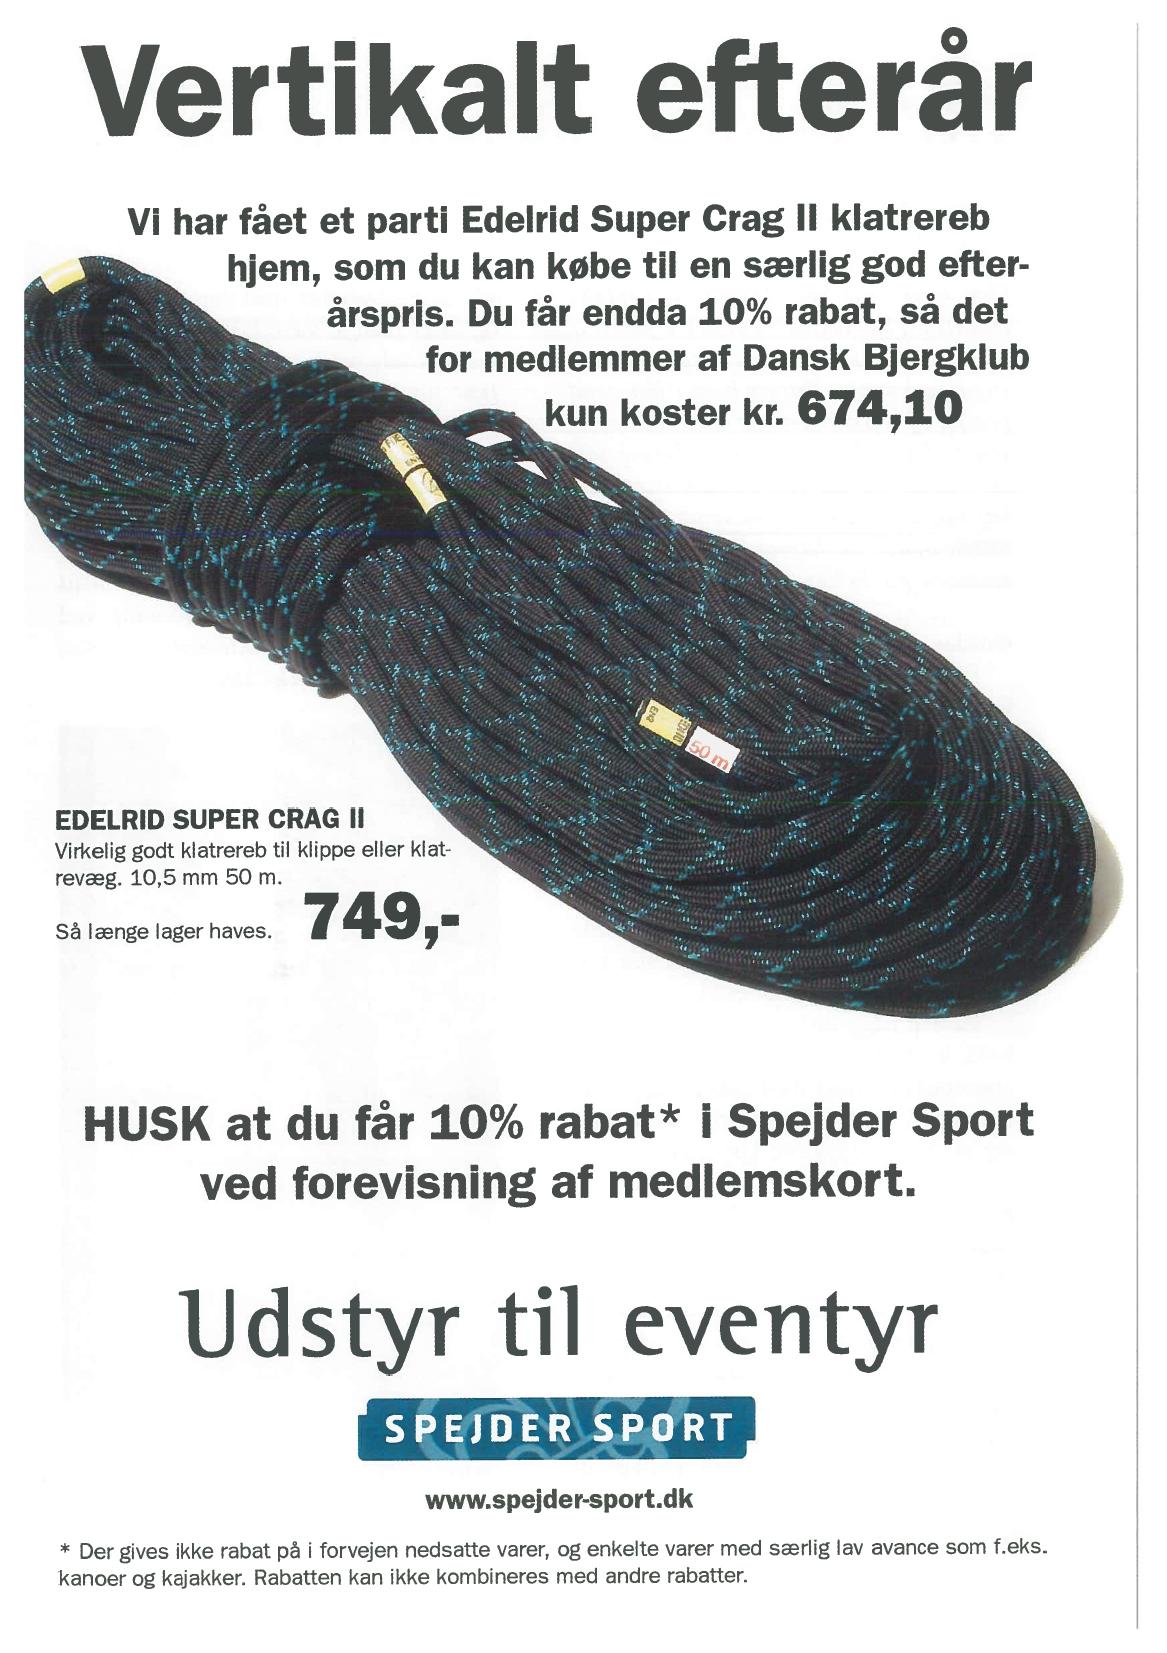 Vertikalt efterår
Vi har fået et parti Edelrid Super Crag II klatrereb
hjem, som du kan købe til en særlig god efter-
årspris. Du får endda 10% rabat, så det
for medlemmer af Dansk Bjergklub
kun koster kr. 674,10
50 m
EDELRID SUPER CRAG II
Virkelig godt klatrereb til klippe eller klat-
revæg. 10,5 mm 50 m.
Så længe lager haves. 749,-
HUSK at du får 10% rabat* i Spejder Sport
ved forevisning af medlemskort.
Udstyr til eventyr
SPEJDER SPORT
www.spejder-sport.dk
* Der gives ikke rabat på i forvejen nedsatte varer, og enkelte varer med særlig lav avance som f.eks.
kanoer og kajakker. Rabatten kan ikke kombineres med andre rabatter.